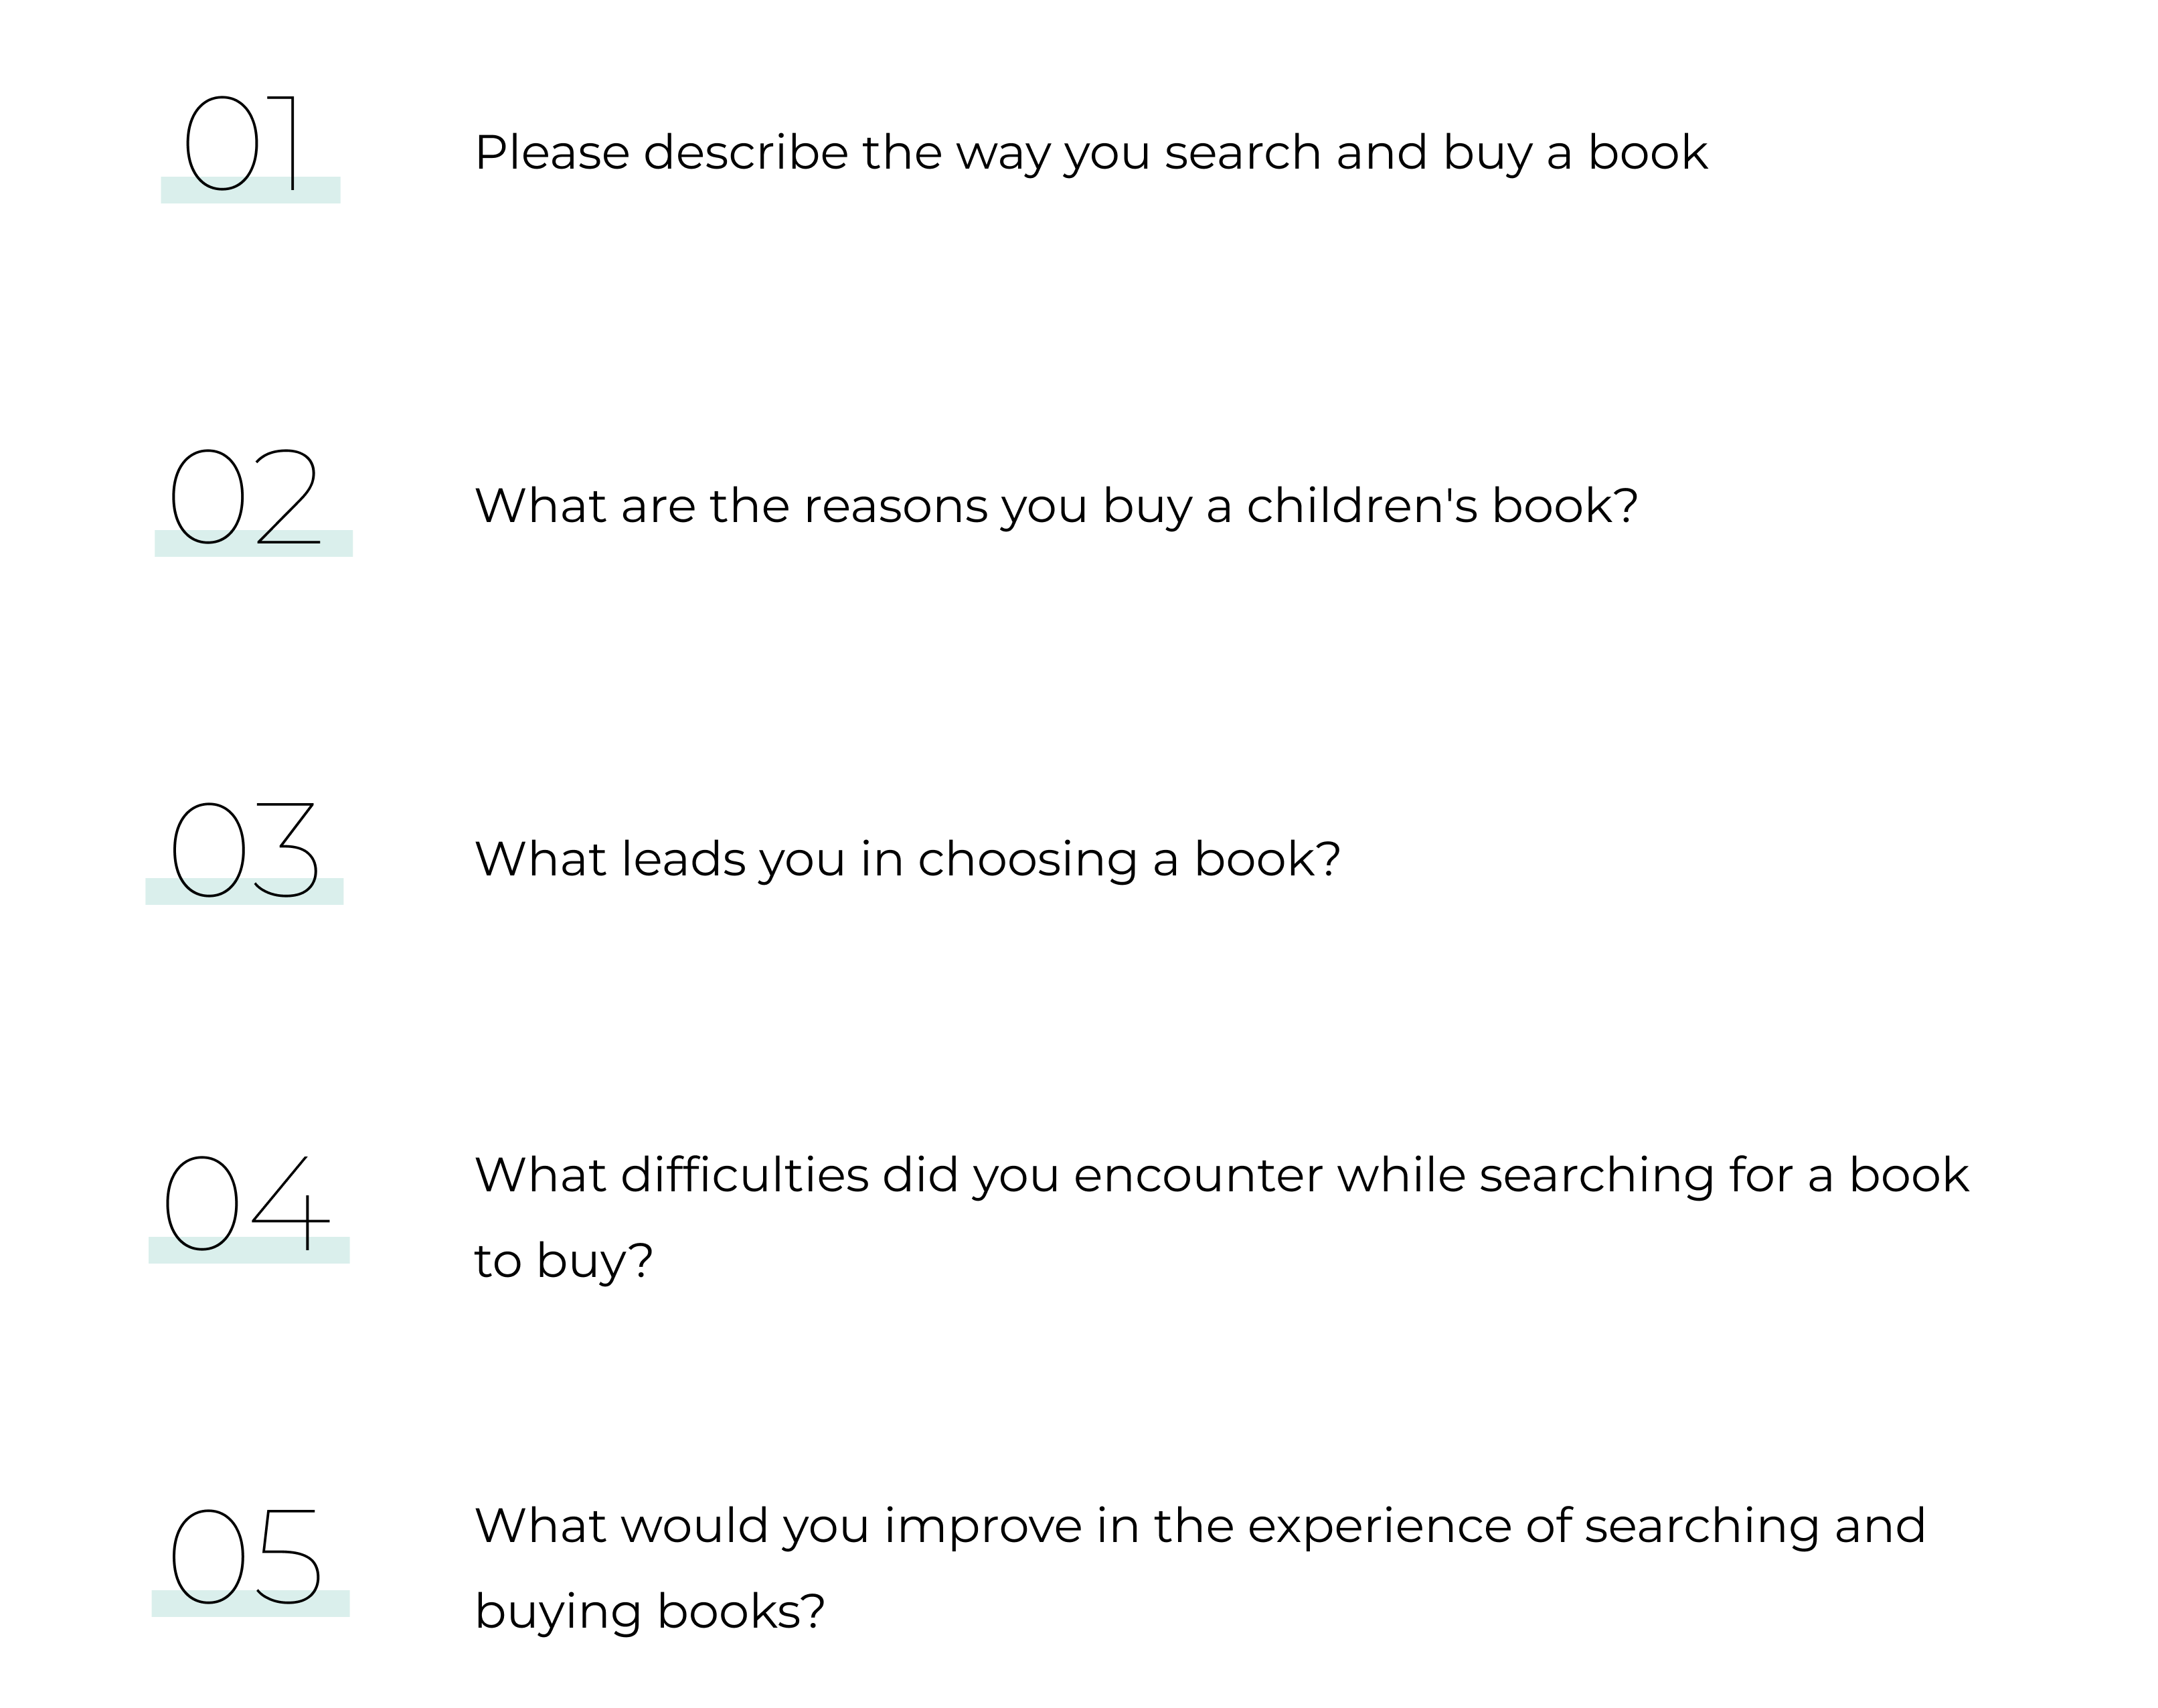 01
Please describe the way you search and buy a book
02
What are the reasons you buy a children's book?
03
What leads you in choosing a book?
04
What difficulties did you encounter while searching for a book
to buy?
05
What would you improve in the experience of searching and
buying books?